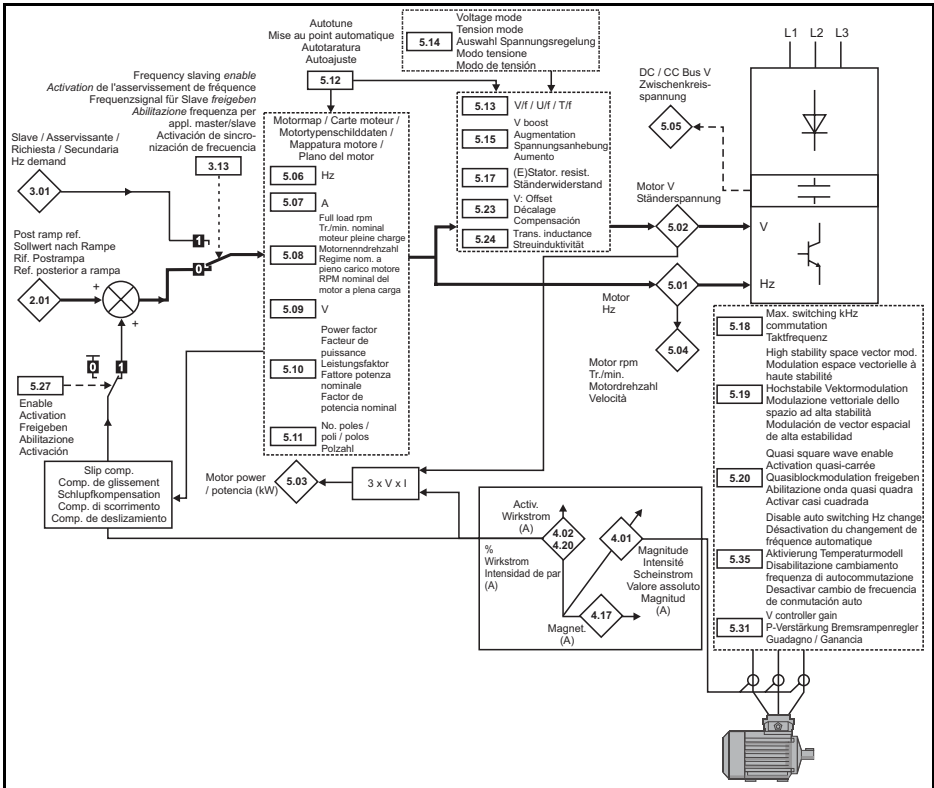 Autotune
Mise au point automatique
Autotaratura
Autoajuste
5.12
5.14
Voltage mode
Tension mode
Auswahl Spannungsregelung
Modo tensione
Modo de tensión
L1 L2 L3
DC / CC Bus V
Zwischenkreis-
spannung
5.05
Frequency slaving enable
Activation de l'asservissement de fréquence
Frequenzsignal für Slave freigeben
Abilitazione frequenza per
appl. master/slave
Activación de sincro-
nización de frecuencia
3.13
Slave / Asservissante /
Richiesta / Secundaria
Hz demand
3.01
1
0
Post ramp ref.
Sollwert nach Rampe
Rif. Postrampa
Ref. posterior a rampa
2.01
+
+
0
1
5.27
Enable
Activation
Freigeben
Abilitazione
Activación
Slip comp.
Comp. de glissement
Schlupfkompensation
Comp. di scorrimento
Comp. de deslizamiento
Motormap / Carte moteur /
Motortypenschilddaten /
Mappatura motore /
Plano del motor
5.06 Hz
5.07 A
5.08
Full load rpm
Tr./min. nominal
moteur pleine charge
Motornenndrehzahl
Regime nom. a
pieno carico motore
RPM nominal del
motor a plena carga
5.09 V
5.10
Power factor
Facteur de
puissance
Leistungsfaktor
Fattore potenza
nominale
Factor de
potencia nominal
5.11
No. poles /
poli / polos
Polzahl
5.13 V/f / U/f / T/f
5.15
V boost
Augmentation
Spannungsanhebung
Aumento
5.17
(E)Stator. resist.
Ständerwiderstand
5.23
V: Offset
Décalage
Compensación
5.24
Trans. inductance
Streuinduktivität
Motor V
Ständerspannung
5.02
V
5.01
Hz
Motor
Hz
5.04
Motor rpm
Tr./min.
Motordrehzahl
Velocità
Motor power
/ potencia (kW)
5.03
3 x V x I
Activ.
Wirkstrom
(A)
4.02
4.20
%
Wirkstrom
Intensidad de par
(A)
4.01
Magnitude
Intensité
Scheinstrom
Valore assoluto
Magnitud
(A)
4.17
Magnet.
(A)
5.18
Max. switching kHz
commutation
Taktfrequenz
5.19
High stability space vector mod.
Modulation espace vectorielle à
haute stabilité
Hochstabile Vektormodulation
Modulazione vettoriale dello
spazio ad alta stabilità
Modulación de vector espacial
de alta estabilidad
5.20
Quasi square wave enable
Activation quasi-carrée
Quasiblockmodulation freigeben
Abilitazione onda quasi quadra
Activar casi cuadrada
5.35
Disable auto switching Hz change
Désactivation du changement de
fréquence automatique
Aktivierung Temperaturmodell
Disabilitazione cambiamento
frequenza di autocommutazione
Desactivar cambio de frecuencia
de conmutación auto
5.31
V controller gain
P-Verstärkung Bremsrampenregler
Guadagno / Ganancia